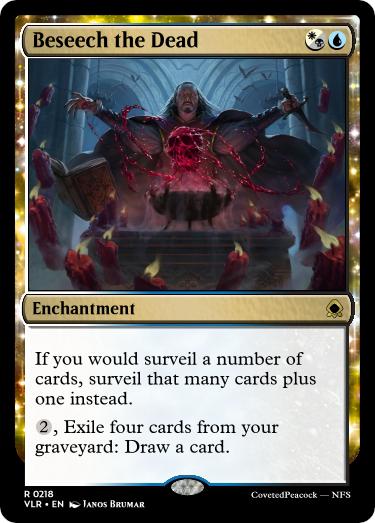 Beseech the Dead
Enchantment
If you would surveil a number of
cards, surveil that many cards plus
one instead.
2, Exile four cards from your
graveyard: Draw a card.
R 0218
VLR • EN Janos Brumar
CovetedPeacock — NFS